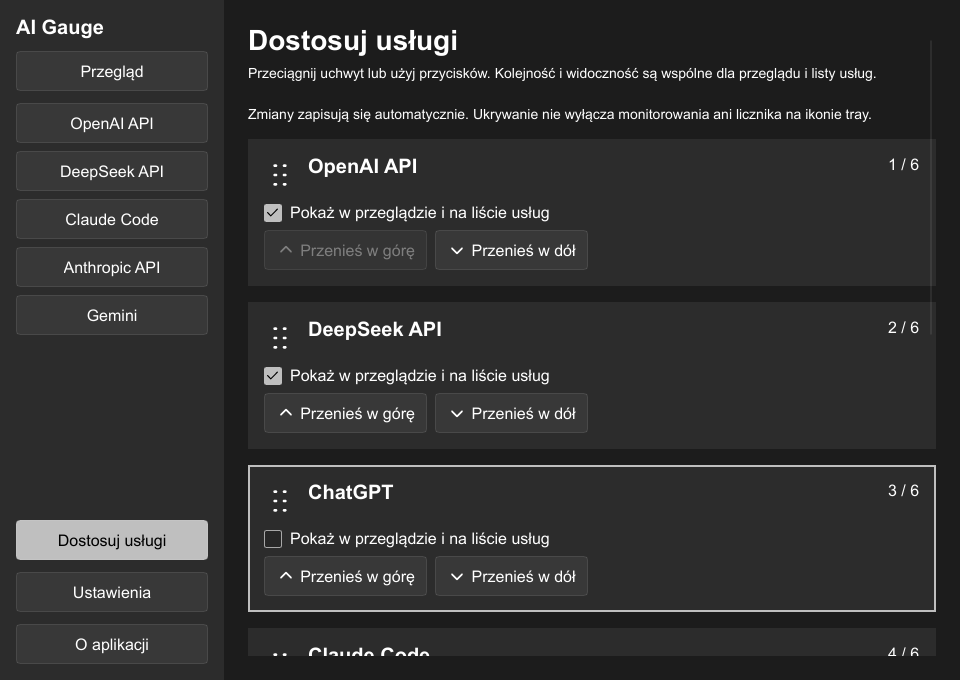 AI Gauge
Przegląd
OpenAI API
DeepSeek API
Claude Code
Anthropic API
Gemini
Dostosuj usługi
Ustawienia
O aplikacji
Dostosuj usługi
Przeciągnij uchwyt lub użyj przycisków. Kolejność i widoczność są wspólne dla przeglądu i listy usług.
Zmiany zapisują się automatycznie. Ukrywanie nie wyłącza monitorowania ani licznika na ikonie tray.
OpenAI API
1 / 6
Pokaż w przeglądzie i na liście usług
Przenieś w górę
Przenieś w dół
DeepSeek API
2 / 6
Pokaż w przeglądzie i na liście usług
Przenieś w górę
Przenieś w dół
ChatGPT
3 / 6
Pokaż w przeglądzie i na liście usług
Przenieś w górę
Przenieś w dół
Claude Code
4 / 6